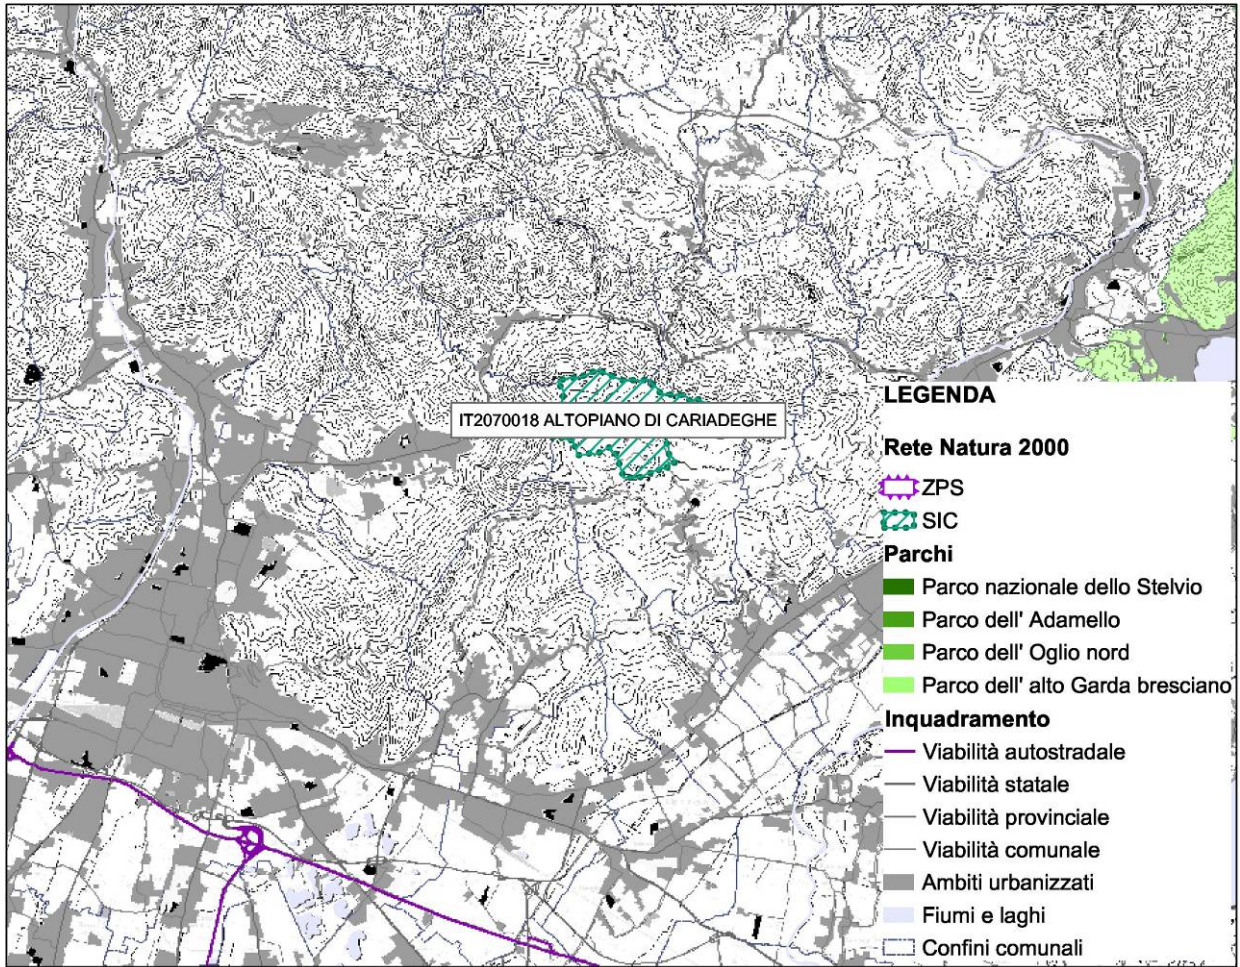 IT2070018 ALTOPIANO DI CARIADEGHE
LEGENDA
Rete Natura 2000
ZPS
SIC
Parchi
Parco nazionale dello Stelvio
Parco dell' Adamello
Parco dell' Oglio nord
Parco dell' alto Garda bresciano
Inquadramento
Viabilità autostradale
Viabilità statale
Viabilità provinciale
Viabilità comunale
Ambiti urbanizzati
Fiumi e laghi
Confini comunali